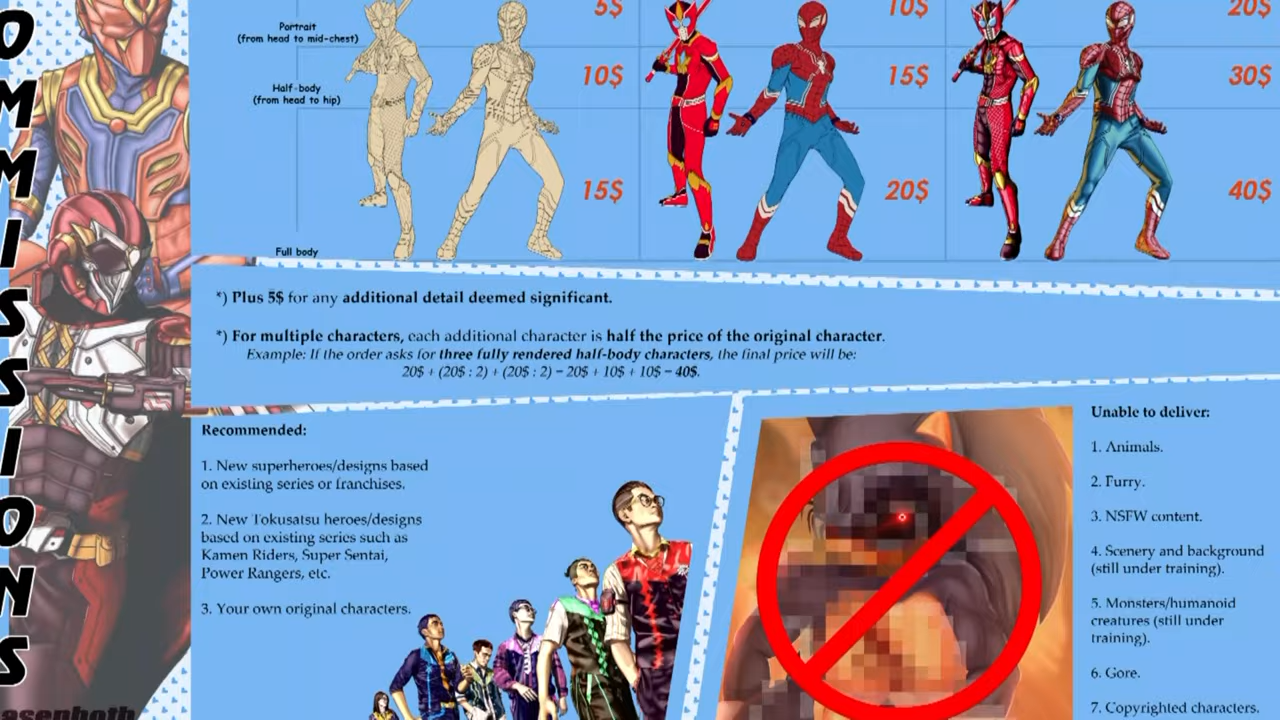 OMMISSIONS
5$
10$
20$
Portrait
(from head to mid-chest)
10$
15$
30$
Half-body
(from head to hip)
15$
20$
40$
Full body
*) Plus 5$ for any additional detail deemed significant.
*) For multiple characters, each additional character is half the price of the original character.
Example: If the order asks for three fully rendered half-body characters, the final price will be:
20$ + (20$ : 2) + (20$ : 2) = 20$ + 10$ + 10$ = 40$.
Recommended:
1. New superheroes/designs based
on existing series or franchises.
2. New Tokusatsu heroes/designs
based on existing series such as
Kamen Riders, Super Sentai,
Power Rangers, etc.
3. Your own original characters.
Unable to deliver:
1. Animals.
2. Furry.
3. NSFW content.
4. Scenery and background
(still under training).
5. Monsters/humanoid
creatures (still under
training).
6. Gore.
7. Copyrighted characters.